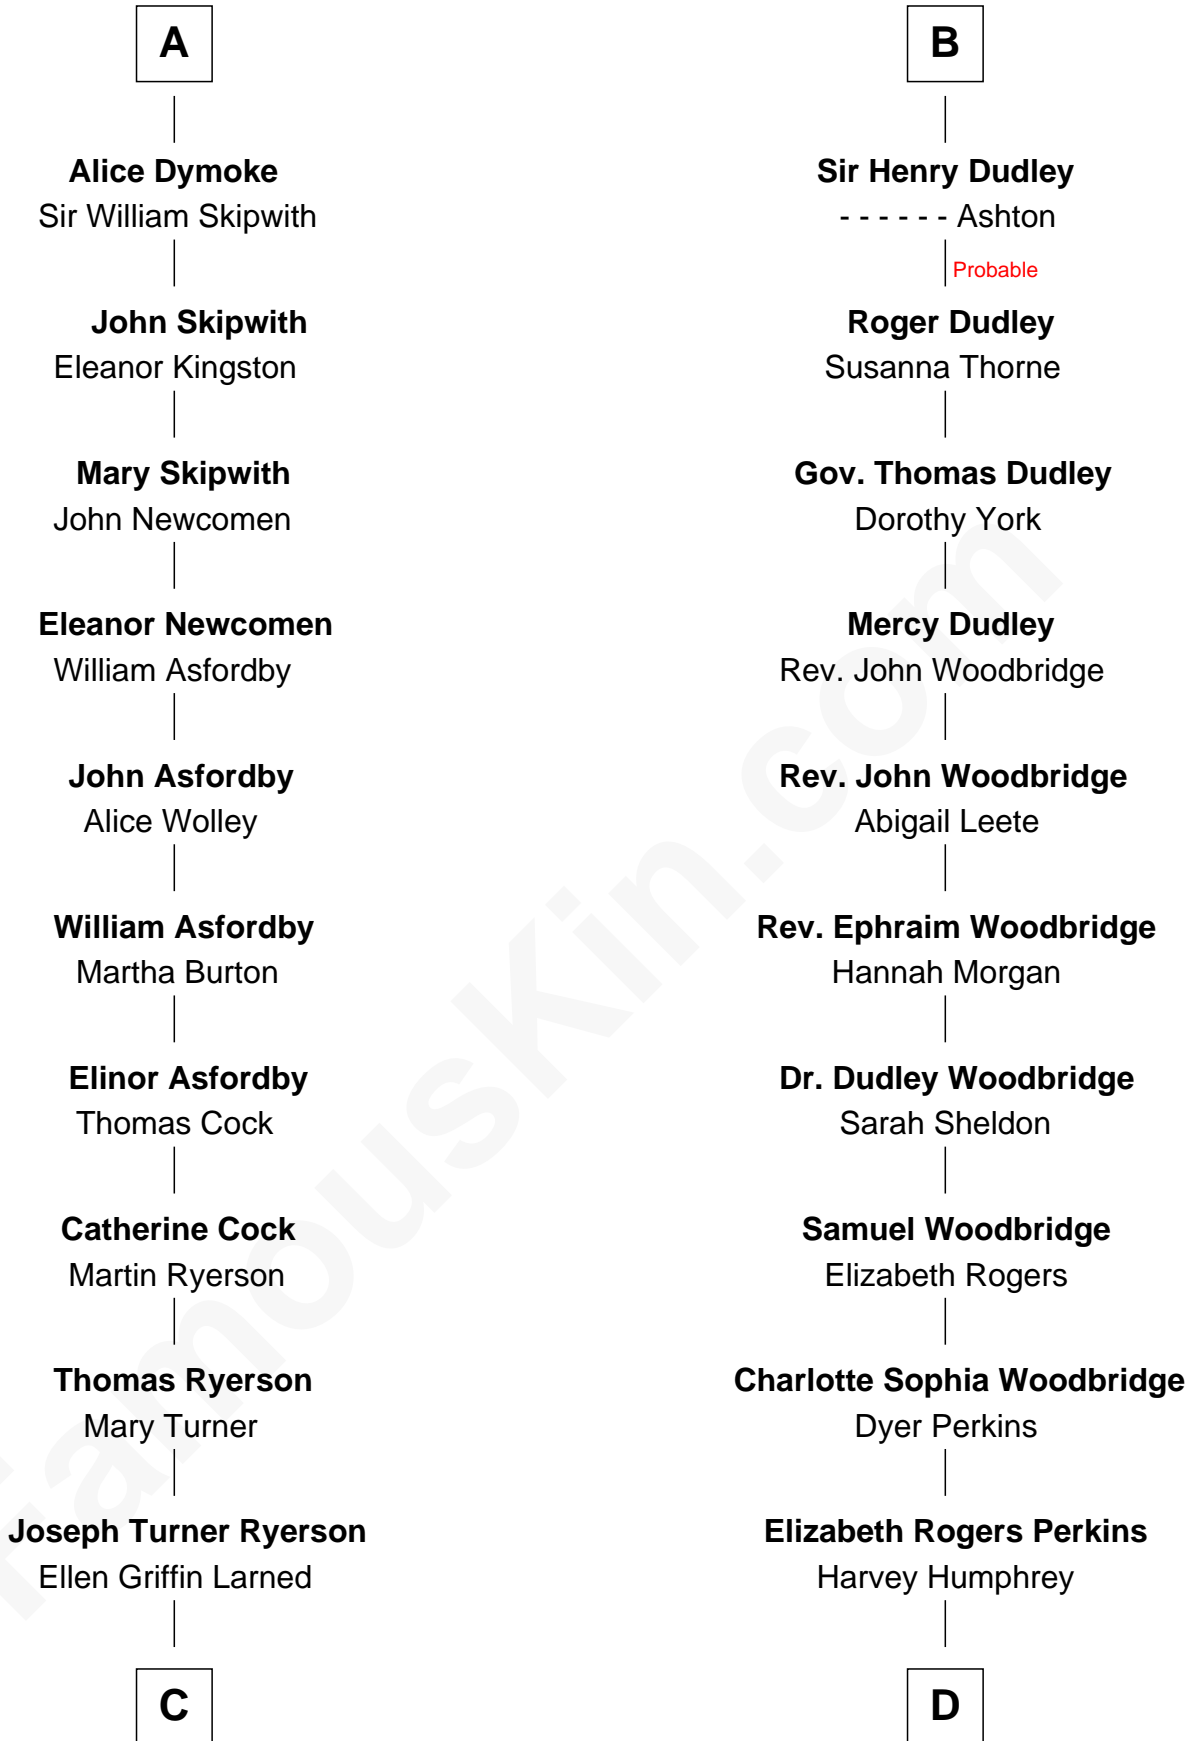 A
Alice Dymoke
Sir William Skipwith
John Skipwith
Eleanor Kingston
Mary Skipwith
John Newcomen
Eleanor Newcomen
William Asfordby
John Asfordby
Alice Wolley
William Asfordby
Martha Burton
Elinor Asfordby
Thomas Cock
Catherine Cock
Martin Ryerson
Thomas Ryerson
Mary Turner
Joseph Turner Ryerson
Ellen Griffin Larned
C
B
Sir Henry Dudley
- - - - - - Ashton
Probable
Roger Dudley
Susanna Thorne
Gov. Thomas Dudley
Dorothy York
Mercy Dudley
Rev. John Woodbridge
Rev. John Woodbridge
Abigail Leete
Rev. Ephraim Woodbridge
Hannah Morgan
Dr. Dudley Woodbridge
Sarah Sheldon
Samuel Woodbridge
Elizabeth Rogers
Charlotte Sophia Woodbridge
Dyer Perkins
Elizabeth Rogers Perkins
Harvey Humphrey
D
FamousKin.com